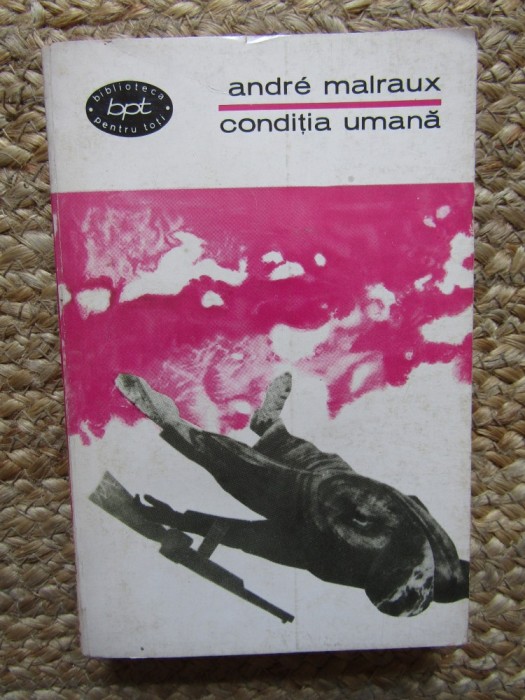 biblioteca
bpt
pentru toți
andré malraux
condiția umană